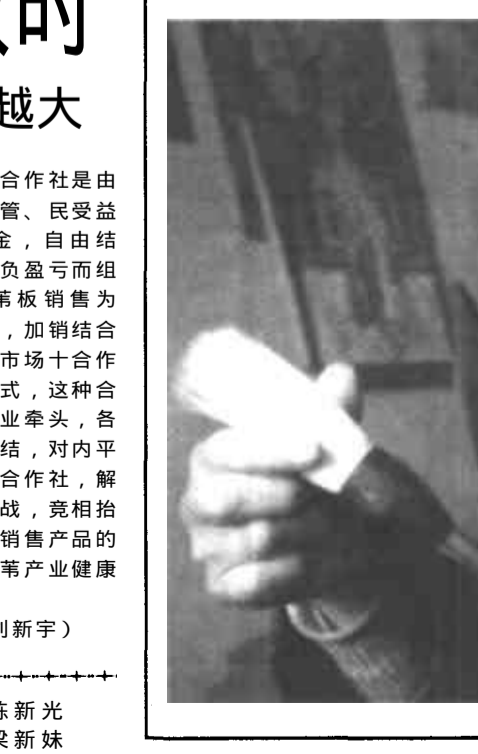 的
越大
合作社是由
管、民受益
金，自由结
负盈亏而组
苇板销售为
，加销结合
市场十合作
式，这种合
业牵头，各
结，对内平
合作社，解
战，竞相抬
销售产品的
苇产业健康
刘新宇）
陈新光
梁新妹